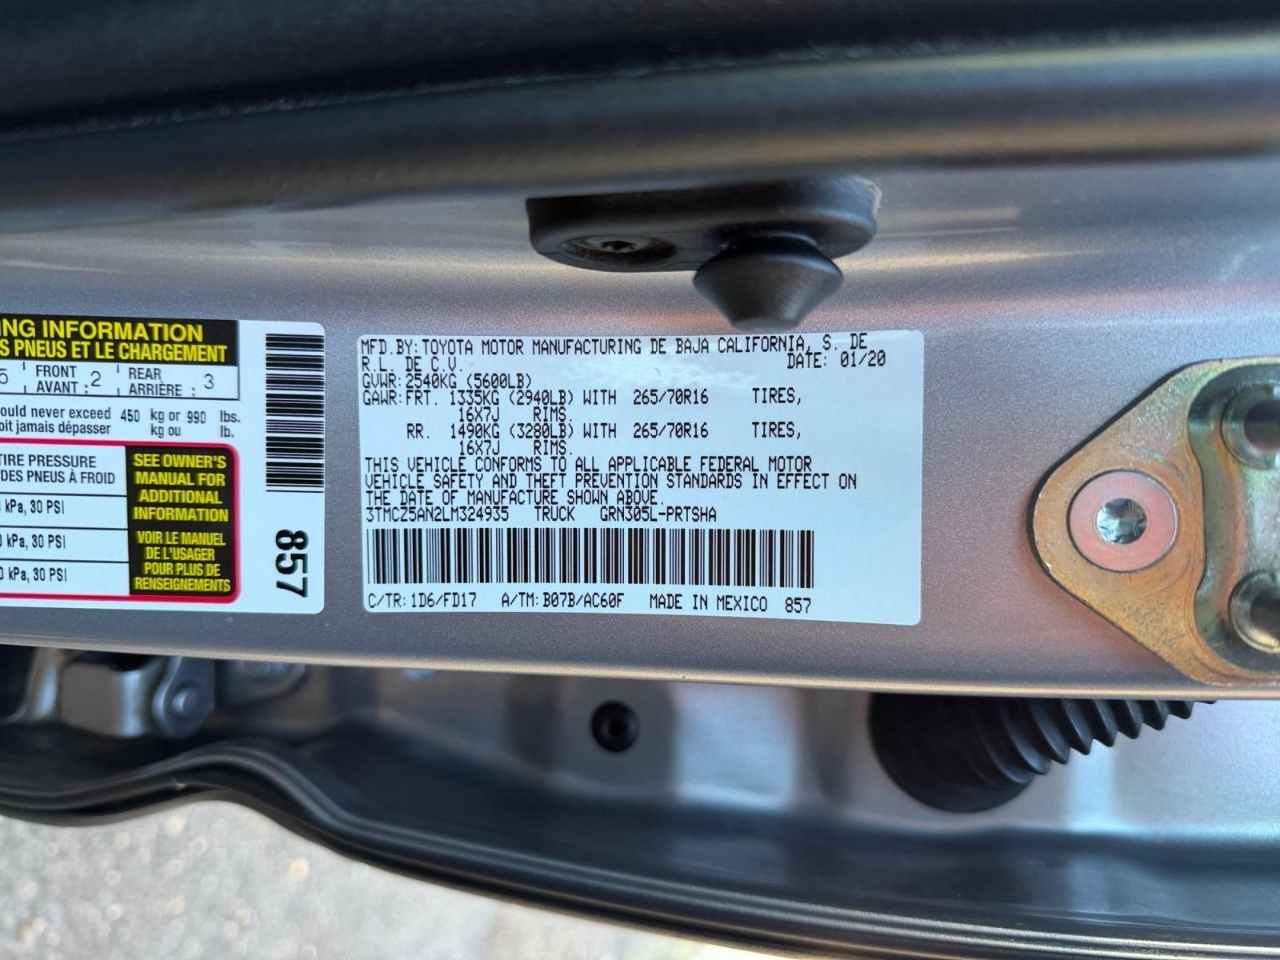 NG INFORMATION
S PNEUS ET LE CHARGEMENT
5 FRONT AVANT : 2 REAR ARRIÈRE : 3
ould never exceed 450 kg or 990 lbs.
oit jamais dépasser kg ou lb.
TIRE PRESSURE
DES PNEUS À FROID
kPa, 30 PSI
0 kPa, 30 PSI
0 kPa, 30 PSI
SEE OWNER'S
MANUAL FOR
ADDITIONAL
INFORMATION
VOIR LE MANUEL
DE L'USAGER
POUR PLUS DE
RENSEIGNEMENTS
857
MFD.BY:TOYOTA MOTOR MANUFACTURING DE BAJA CALIFORNIA, S. DE
R.L. DE C.V. DATE: 01/20
GVWR:2540KG (5600LB)
GAWR:FRT. 1335KG (2940LB) WITH 265/70R16 TIRES,
16X7J RIMS.
RR. 1490KG (3280LB) WITH 265/70R16 TIRES,
16X7J RIMS.
THIS VEHICLE CONFORMS TO ALL APPLICABLE FEDERAL MOTOR
VEHICLE SAFETY AND THEFT PREVENTION STANDARDS IN EFFECT ON
THE DATE OF MANUFACTURE SHOWN ABOVE.
3TMCZ5AN2LM324935 TRUCK GRN305L-PRTSHA
C/TR:1D6/FD17 A/TM:B07B/AC60F MADE IN MEXICO 857